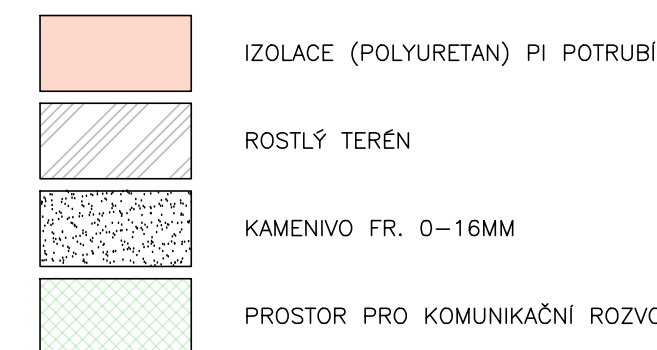 IZOLACE (POLYURETAN) PI POTRUBÍ
ROSTLÝ TERÉN
KAMENIVO FR. 0-16MM
PROSTOR PRO KOMUNIKAČNÍ